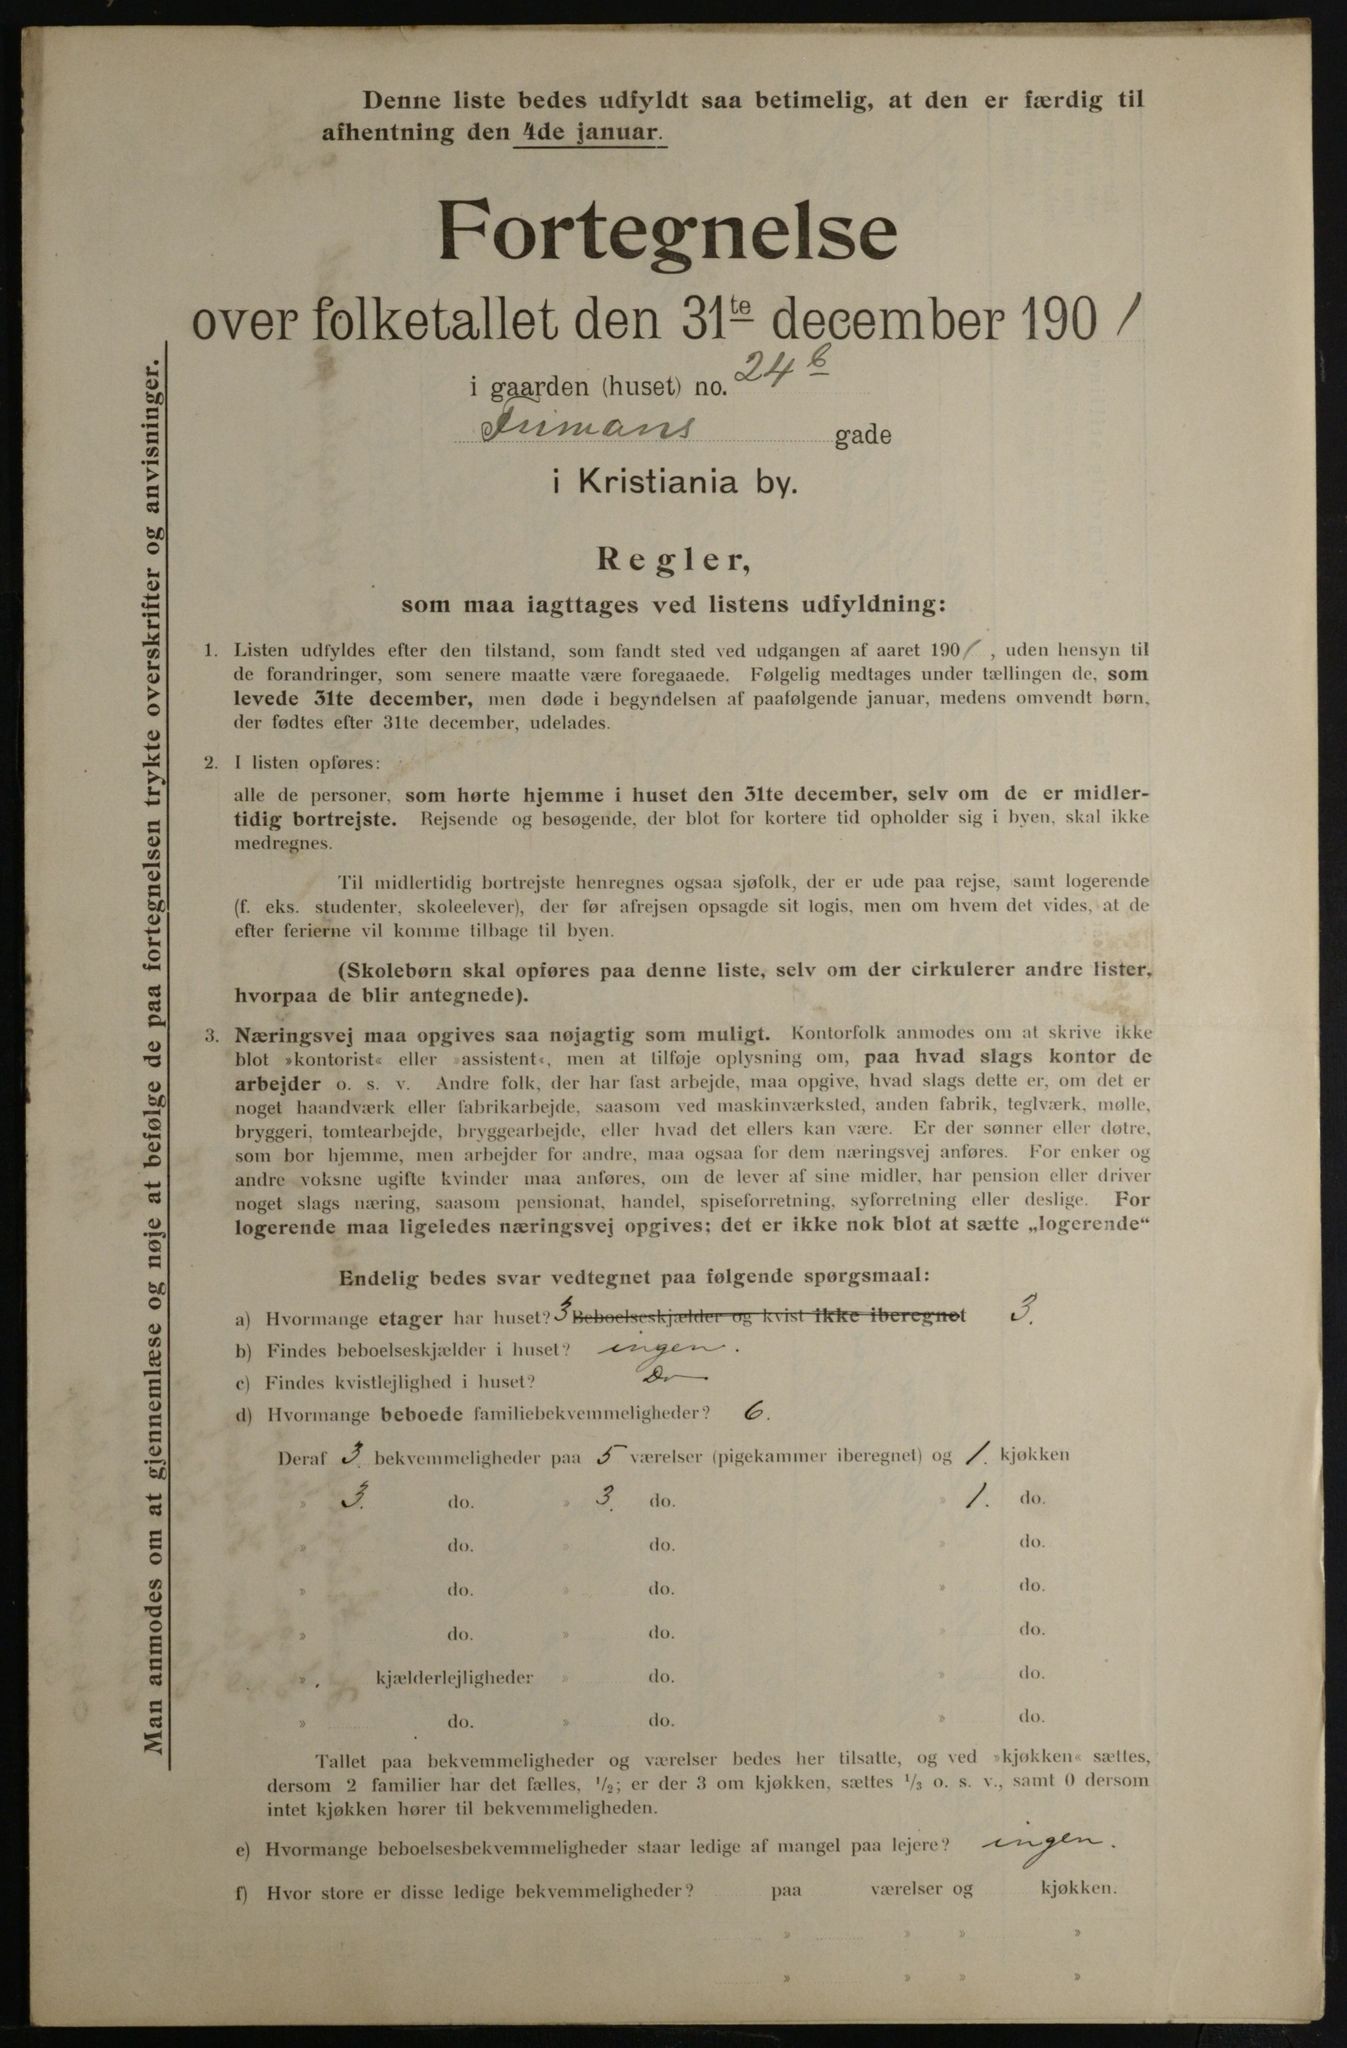 Denne liste bedes udfyldt saa betimelig, at den er færdig til
afhentning den 4de januar.
Fortegnelse
over folketallet den 31te december 1901
i gaarden (huset) no. 24b
Frimans gade
i Kristiania by.
Regler,
som maa iagttages ved listens udfyldning:
1. Listen udfyldes efter den tilstand, som fandt sted ved udgangen af aaret 1901, uden hensyn til
de forandringer, som senere maatte være foregaaede. Følgelig medtages under tællingen de, som
levede 31te december, men døde i begyndelsen af paafølgende januar, medens omvendt børn,
der fødtes efter 31te december, udelades.
2. I listen opføres:
alle de personer, som hørte hjemme i huset den 31te december, selv om de er midler-
tidig bortrejste. Rejsende og besøgende, der blot for kortere tid opholder sig i byen, skal ikke
medregnes.
Til midlertidig bortrejste henregnes ogsaa sjøfolk, der er ude paa rejse, samt logerende
(f. eks. studenter, skoleelever), der før afrejsen opsagde sit logis, men om hvem det vides, at de
efter ferierne vil komme tilbage til byen.
(Skolebørn skal opføres paa denne liste, selv om der cirkulerer andre lister,
hvorpaa de blir antegnede).
3. Næringsvej maa opgives saa nøjagtig som muligt. Kontorfolk anmodes om at skrive ikke
blot »kontorist« eller »assistent«, men at tilføje oplysning om, paa hvad slags kontor de
arbejder o. s. v. Andre folk, der har fast arbejde, maa opgive, hvad slags dette er, om det er
noget haandværk eller fabrikarbejde, saasom ved maskinværksted, anden fabrik, teglværk, mølle,
bryggeri, tomtearbejde, bryggearbejde, eller hvad det ellers kan være. Er der sønner eller døtre,
som bor hjemme, men arbejder for andre, maa ogsaa for dem næringsvej anføres. For enker og
andre voksne ugifte kvinder maa anføres, om de lever af sine midler, har pension eller driver
noget slags næring, saasom pensionat, handel, spiseforretning, syforretning eller deslige. For
logerende maa ligeledes næringsvej opgives; det er ikke nok blot at sætte „logerende“
Endelig bedes svar vedtegnet paa følgende spørgsmaal:
a) Hvormange etager har huset? 3 Beboelseskjælder og kvist ikke iberegnet 3.
b) Findes beboelseskjælder i huset? ingen.
c) Findes kvistlejlighed i huset? Do
d) Hvormange beboede familiebekvemmeligheder? 6.
Deraf 3. bekvemmeligheder paa 5 værelser (pigekammer iberegnet) og 1. kjøkken
» 3. do. » 3. do. » 1. do.
» do. » do. » do.
» do. » do. » do.
» do. » do. » do.
» . kjælderlejligheder » do. » do.
» do. » do. » do.
Tallet paa bekvemmeligheder og værelser bedes her tilsatte, og ved »kjøkken« sættes,
dersom 2 familier har det fælles, 1/2; er der 3 om kjøkken, sættes 1/3 o. s. v., samt 0 dersom
intet kjøkken hører til bekvemmeligheden.
e) Hvormange beboelsesbekvemmeligheder staar ledige af mangel paa lejere? ingen.
f) Hvor store er disse ledige bekvemmeligheder? paa værelser og kjøkken.
» » » »
» » » »
Man anmodes om at gjennemlæse og nøje at befølge de paa fortegnelsen trykte overskrifter og anvisninger.